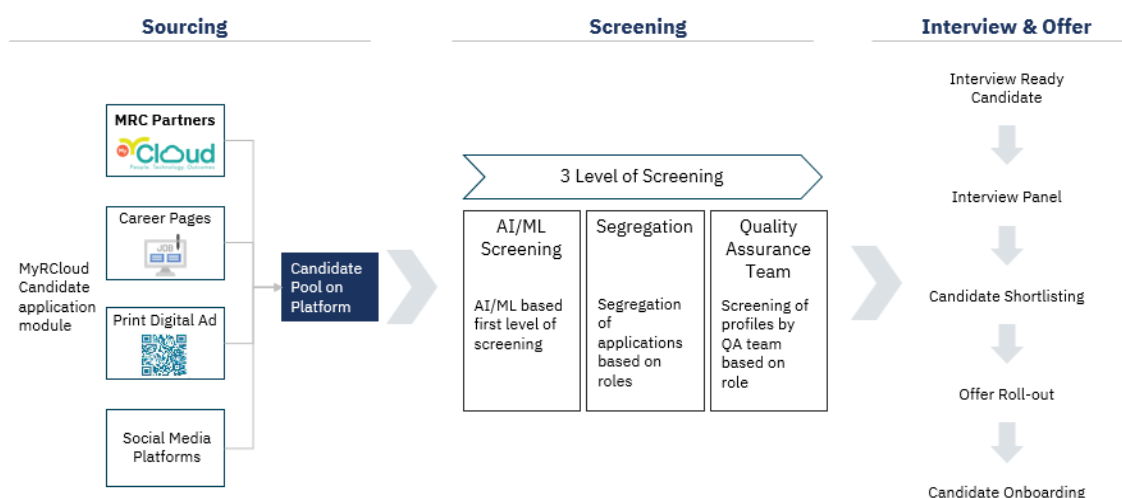 Sourcing
Screening
Interview & Offer
MyRCloud
Candidate
application
module
MRC Partners
My
rCloud
People. Technology. Outcomes
Career Pages
JOB
Print Digital Ad
Social Media
Platforms
Candidate
Pool on
Platform
3 Level of Screening
AI/ML
Screening
AI/ML based
first level of
screening
Segregation
Segregation
of
applications
based on
roles
Quality
Assurance
Team
Screening of
profiles by
QA team
based on
role
Interview Ready
Candidate
Interview Panel
Candidate Shortlisting
Offer Roll-out
Candidate Onboarding